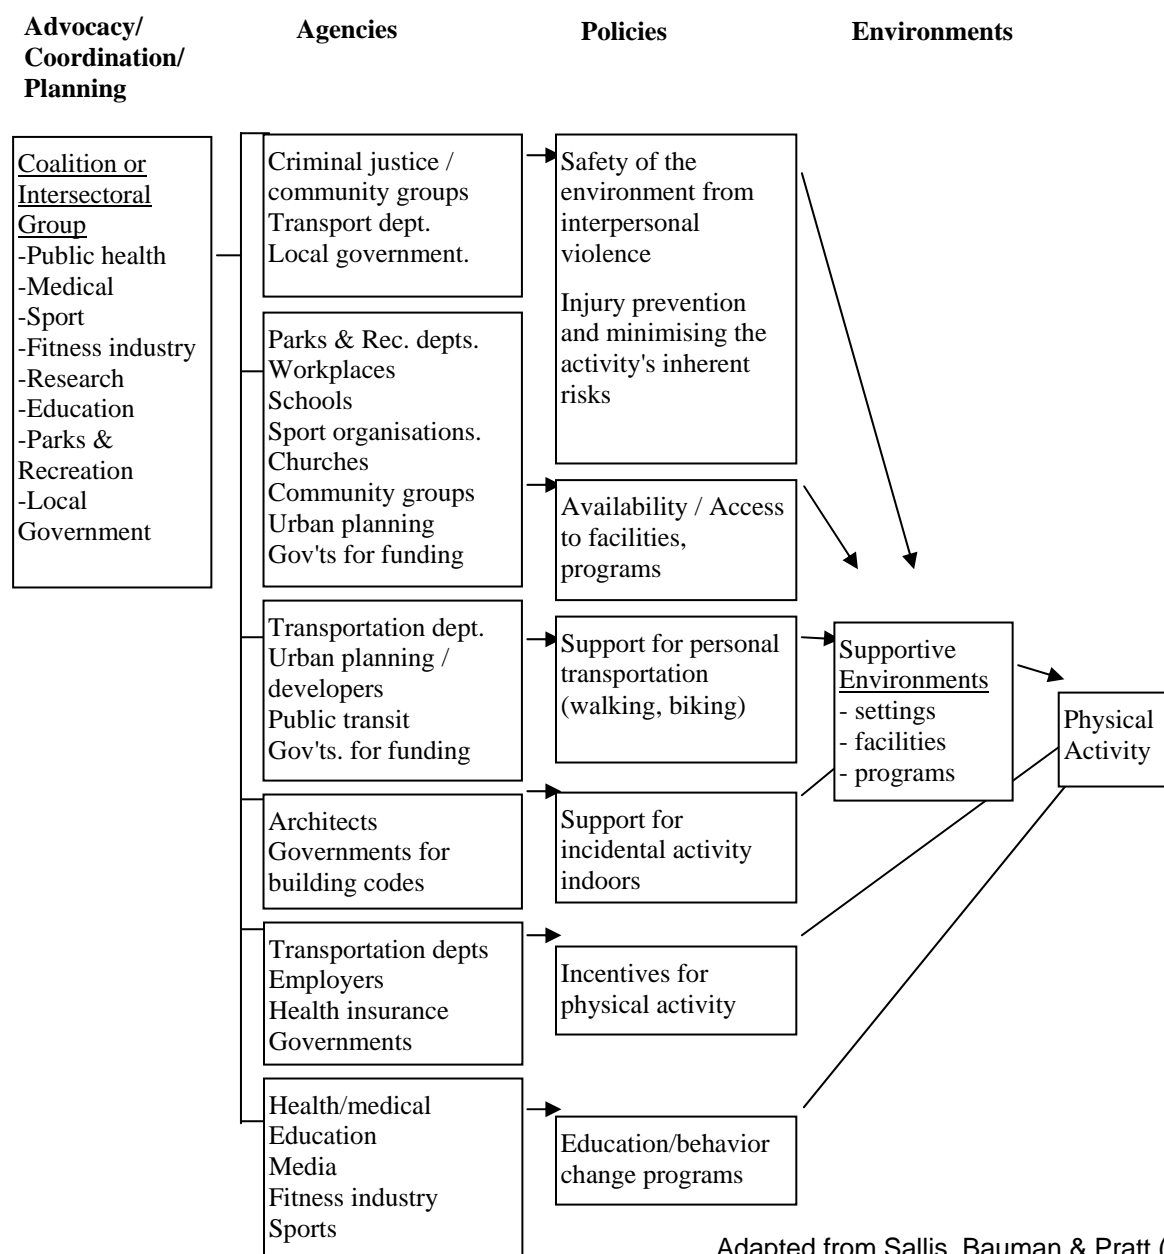 Advocacy/
Coordination/
Planning
Agencies
Policies
Environments
Coalition or
Intersectoral
Group
-Public health
-Medical
-Sport
-Fitness industry
-Research
-Education
-Parks &
Recreation
-Local
Government
Criminal justice /
community groups
Transport dept.
Local government.
Parks & Rec. depts.
Workplaces
Schools
Sport organisations.
Churches
Community groups
Urban planning
Gov'ts for funding
Transportation dept.
Urban planning /
developers
Public transit
Gov'ts. for funding
Architects
Governments for
building codes
Transportation depts
Employers
Health insurance
Governments
Health/medical
Education
Media
Fitness industry
Sports
Safety of the
environment from
interpersonal
violence
Injury prevention
and minimising the
activity's inherent
risks
Availability / Access
to facilities,
programs
Support for personal
transportation
(walking, biking)
Support for
incidental activity
indoors
Incentives for
physical activity
Education/behavior
change programs
Supportive
Environments
- settings
- facilities
- programs
Physical
Activity
Adapted from Sallis, Bauman & Pratt (